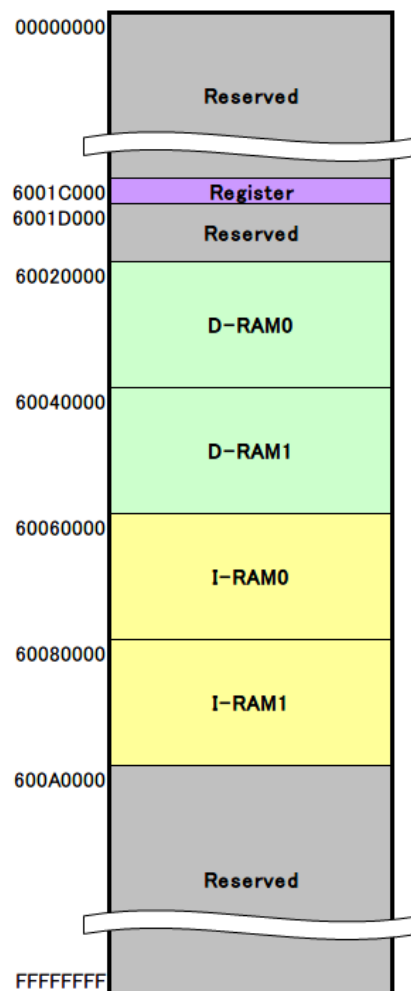 00000000
Reserved
6001C000
Register
6001D000
Reserved
60020000
D-RAM0
60040000
D-RAM1
60060000
I-RAM0
60080000
I-RAM1
600A0000
Reserved
FFFFFFFF